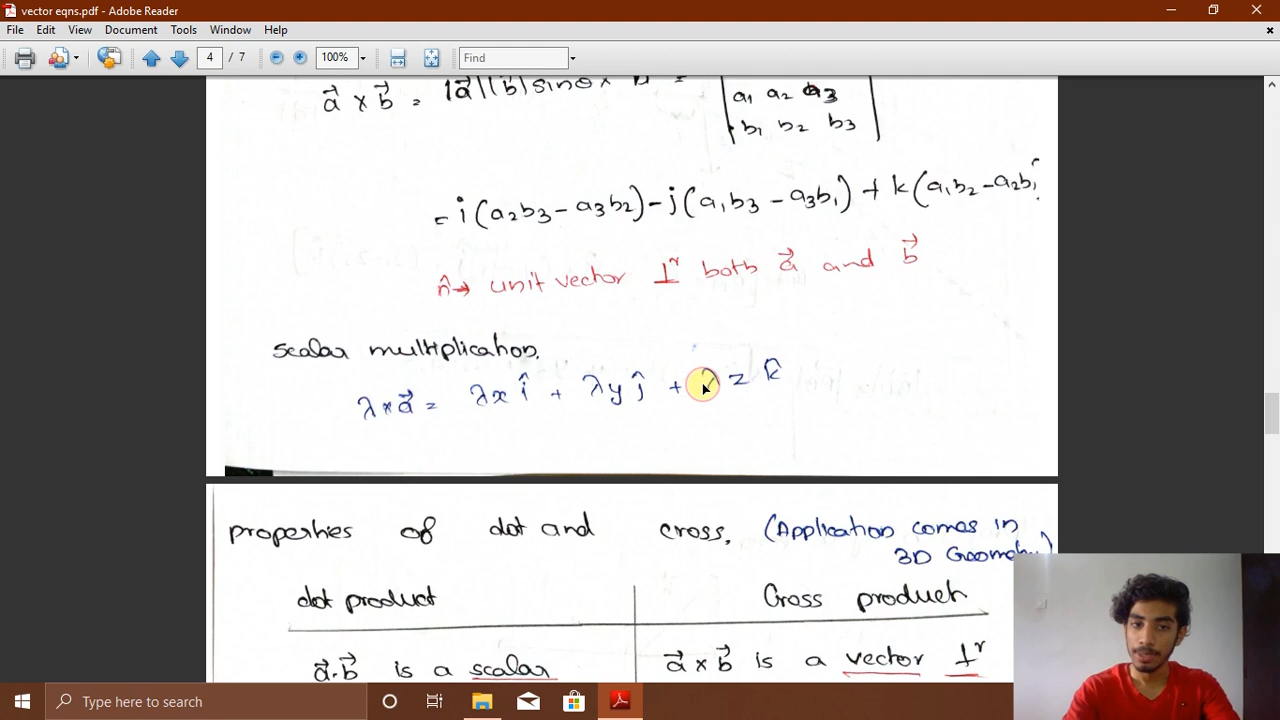 vector eqns.pdf - Adobe Reader
File Edit View Document Tools Window Help
4 / 7 100% Find
a⃗ × b⃗ = |a⃗||b⃗| sinθ × =
a1 a2 a3
b1 b2 b3
= i(a2b3 - a3b2) - j(a1b3 - a3b1) + k(a1b2 - a2b1
n̂ → unit vector ⊥r both a⃗ and b⃗
scalar multiplication.
λ × a⃗ = λx î + λy ĵ + λz k̂
properties of dot and cross. (Application comes in
3D Geometry)
dot product Cross product
a⃗.b⃗ is a scalar a⃗ × b⃗ is a vector ⊥r
Type here to search